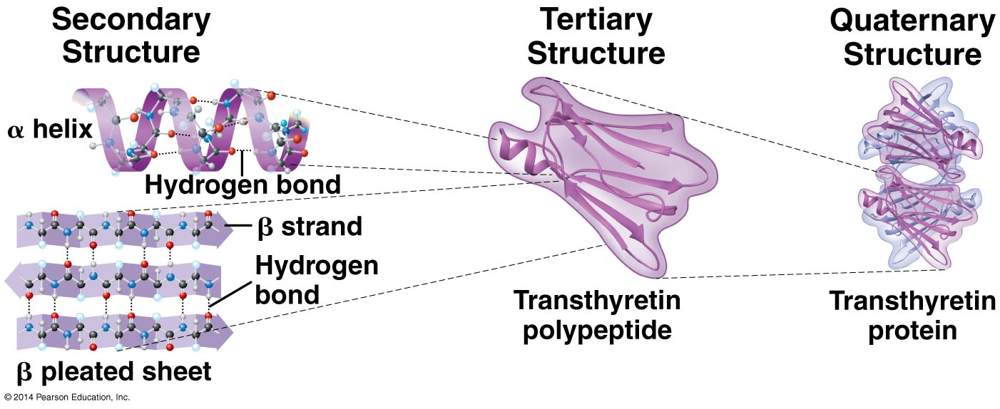 Secondary
Structure
Tertiary
Structure
Quaternary
Structure
α helix
Hydrogen bond
β strand
Hydrogen
bond
β pleated sheet
Transthyretin
polypeptide
Transthyretin
protein
© 2014 Pearson Education, Inc.